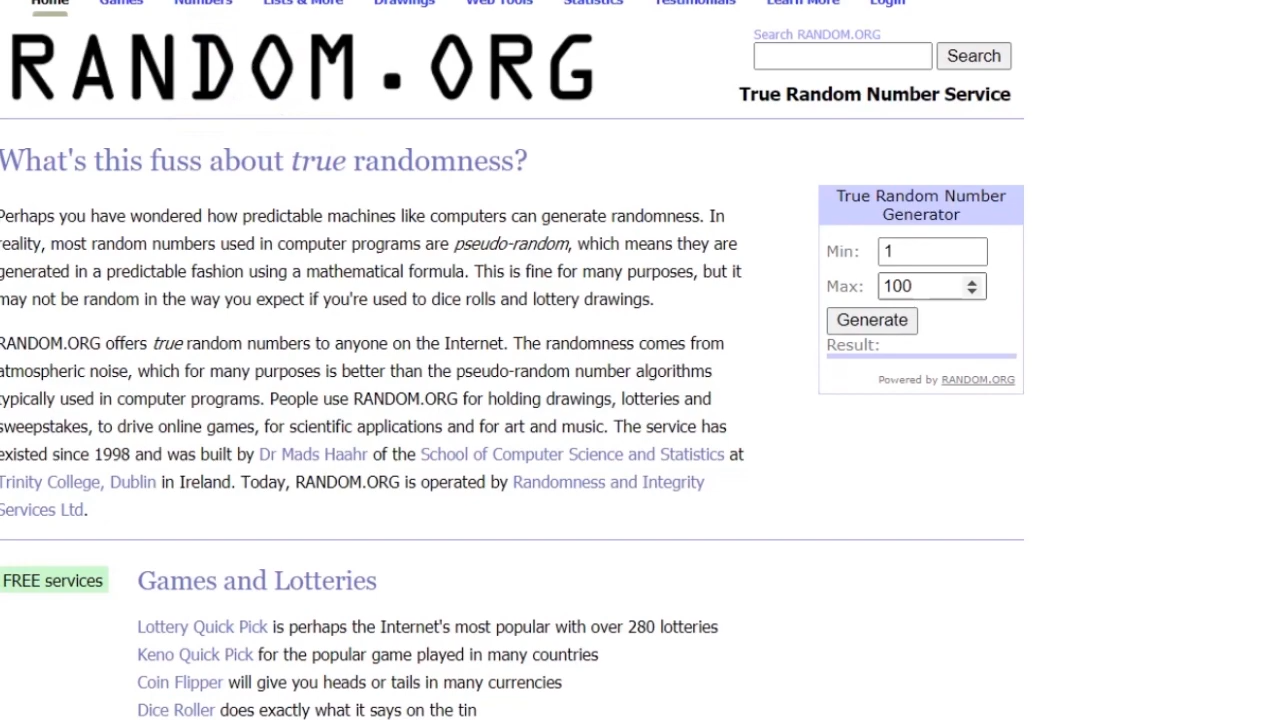 Home Games Numbers Lists & More Drawings Web Tools Statistics Testimonials Learn More Login
RANDOM.ORG
Search RANDOM.ORG
Search
True Random Number Service
What's this fuss about true randomness?
Perhaps you have wondered how predictable machines like computers can generate randomness. In
reality, most random numbers used in computer programs are pseudo-random, which means they are
generated in a predictable fashion using a mathematical formula. This is fine for many purposes, but it
may not be random in the way you expect if you're used to dice rolls and lottery drawings.
RANDOM.ORG offers true random numbers to anyone on the Internet. The randomness comes from
atmospheric noise, which for many purposes is better than the pseudo-random number algorithms
typically used in computer programs. People use RANDOM.ORG for holding drawings, lotteries and
sweepstakes, to drive online games, for scientific applications and for art and music. The service has
existed since 1998 and was built by Dr Mads Haahr of the School of Computer Science and Statistics at
Trinity College, Dublin in Ireland. Today, RANDOM.ORG is operated by Randomness and Integrity
Services Ltd.
True Random Number
Generator
Min: 1
Max: 100
Generate
Result:
Powered by RANDOM.ORG
FREE services
Games and Lotteries
Lottery Quick Pick is perhaps the Internet's most popular with over 280 lotteries
Keno Quick Pick for the popular game played in many countries
Coin Flipper will give you heads or tails in many currencies
Dice Roller does exactly what it says on the tin